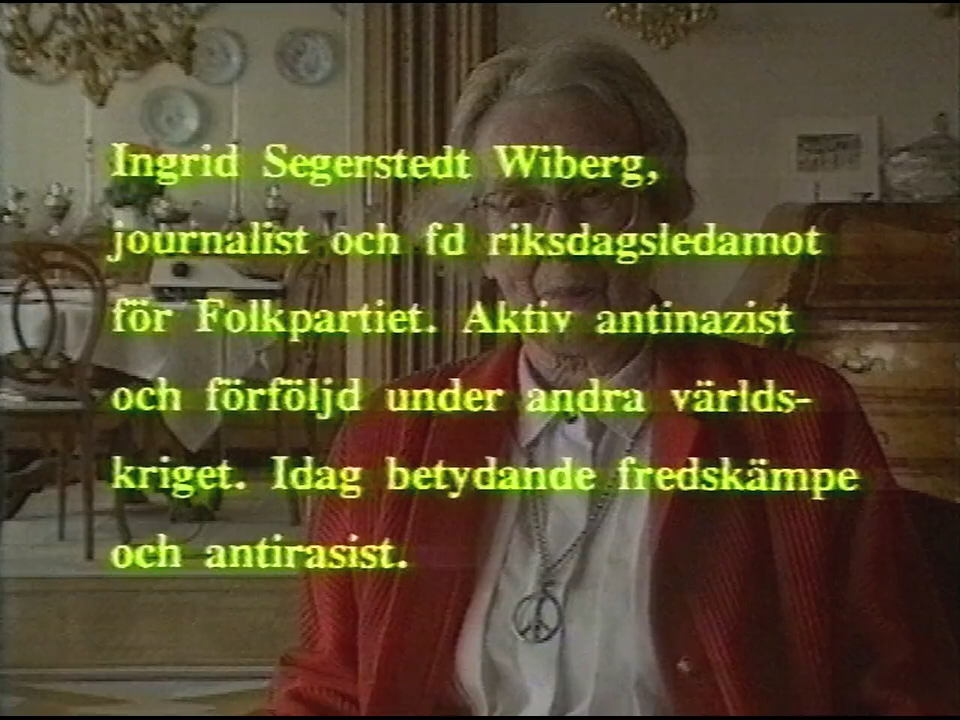 Ingrid Segerstedt Wiberg,
journalist och fd riksdagsledamot
för Folkpartiet. Aktiv antinazist
och förföljd under andra världs-
kriget. Idag betydande fredskämpe
och antirasist.